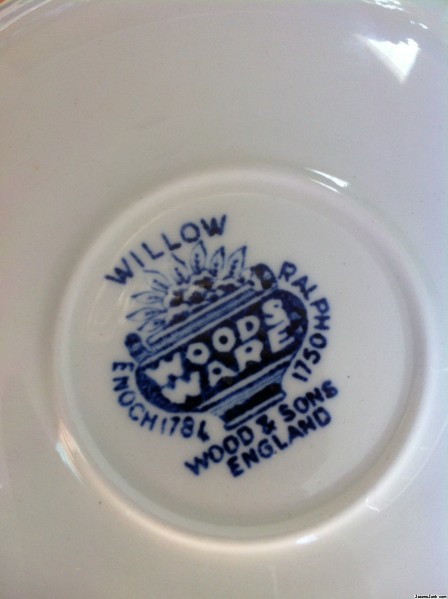 WILLOW
RALPH 1750
WOODS
WARE
ENOCH 1784
WOOD & SONS
ENGLAND